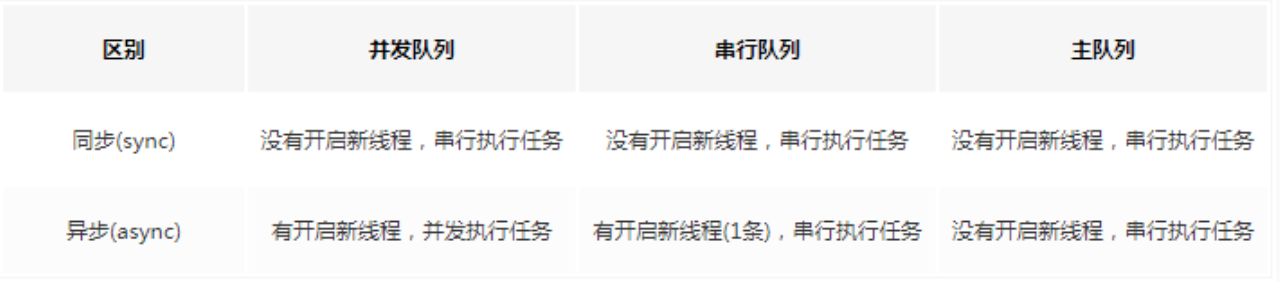 区别 并发队列 串行队列 主队列
同步(sync) 没有开启新线程，串行执行任务 没有开启新线程，串行执行任务 没有开启新线程，串行执行任务
异步(async) 有开启新线程，并发执行任务 有开启新线程(1条)，串行执行任务 没有开启新线程，串行执行任务